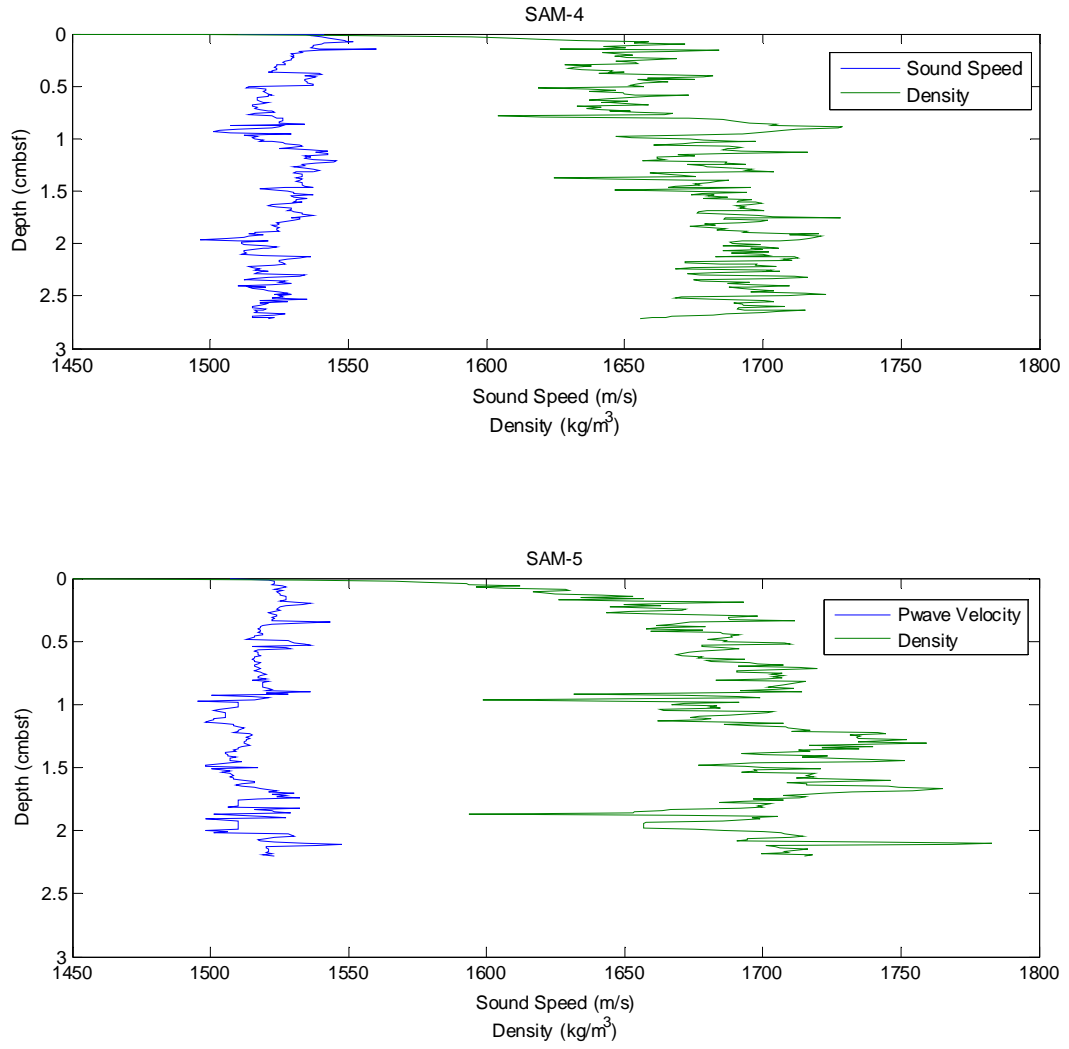 SAM-4
0
0.5
1
1.5
2
2.5
3
Depth (cmbsf)
Sound Speed
Density
1450 1500 1550 1600 1650 1700 1750 1800
Sound Speed (m/s)
Density (kg/m³)
SAM-5
0
0.5
1
1.5
2
2.5
3
Depth (cmbsf)
Pwave Velocity
Density
1450 1500 1550 1600 1650 1700 1750 1800
Sound Speed (m/s)
Density (kg/m³)